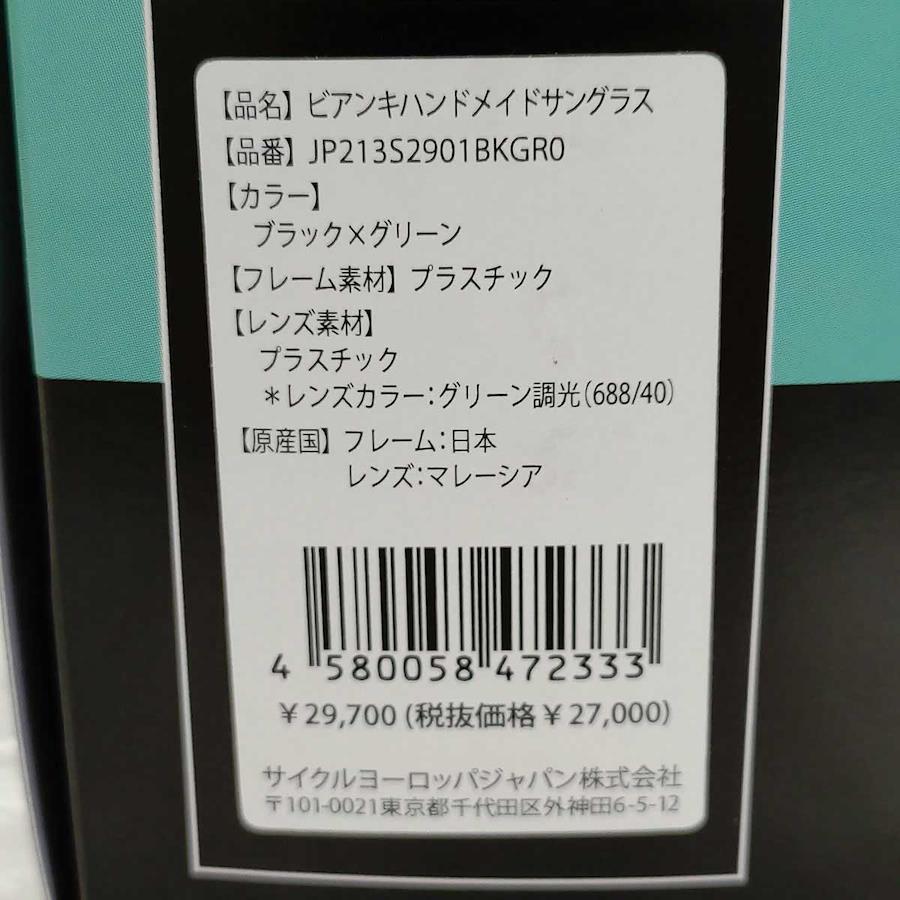 【品名】ビアンキハンドメイドサングラス
【品番】JP213S2901BKGR0
【カラー】
ブラック×グリーン
【フレーム素材】プラスチック
【レンズ素材】
プラスチック
＊レンズカラー：グリーン調光（688/40）
【原産国】フレーム：日本
レンズ：マレーシア
4 580058 472333
￥29,700 (税抜価格￥27,000)
サイクルヨーロッパジャパン株式会社
〒101-0021東京都千代田区外神田6-5-12